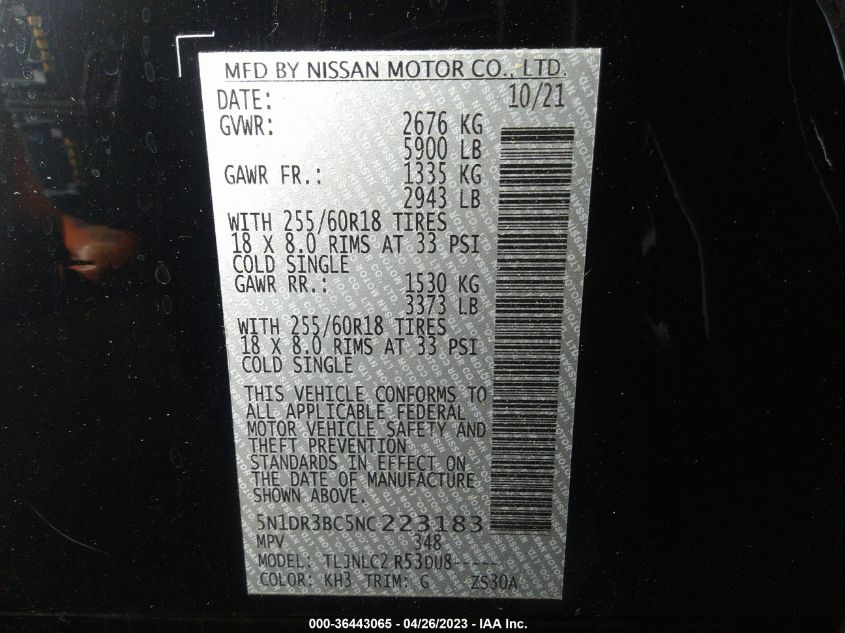 MFD BY NISSAN MOTOR CO., LTD.
DATE: 10/21
GVWR: 2676 KG
5900 LB
GAWR FR.: 1335 KG
2943 LB
WITH 255/60R18 TIRES
18 X 8.0 RIMS AT 33 PSI
COLD SINGLE
GAWR RR.: 1530 KG
3373 LB
WITH 255/60R18 TIRES
18 X 8.0 RIMS AT 33 PSI
COLD SINGLE
THIS VEHICLE CONFORMS TO
ALL APPLICABLE FEDERAL
MOTOR VEHICLE SAFETY AND
THEFT PREVENTION
STANDARDS IN EFFECT ON
THE DATE OF MANUFACTURE
SHOWN ABOVE.
5N1DR3BC5NC223183
MPV 348
MODEL: TLJNLC2 R53DU8-----
COLOR: KH3 TRIM: G ZS30A
000-36443065 - 04/26/2023 - IAA Inc.